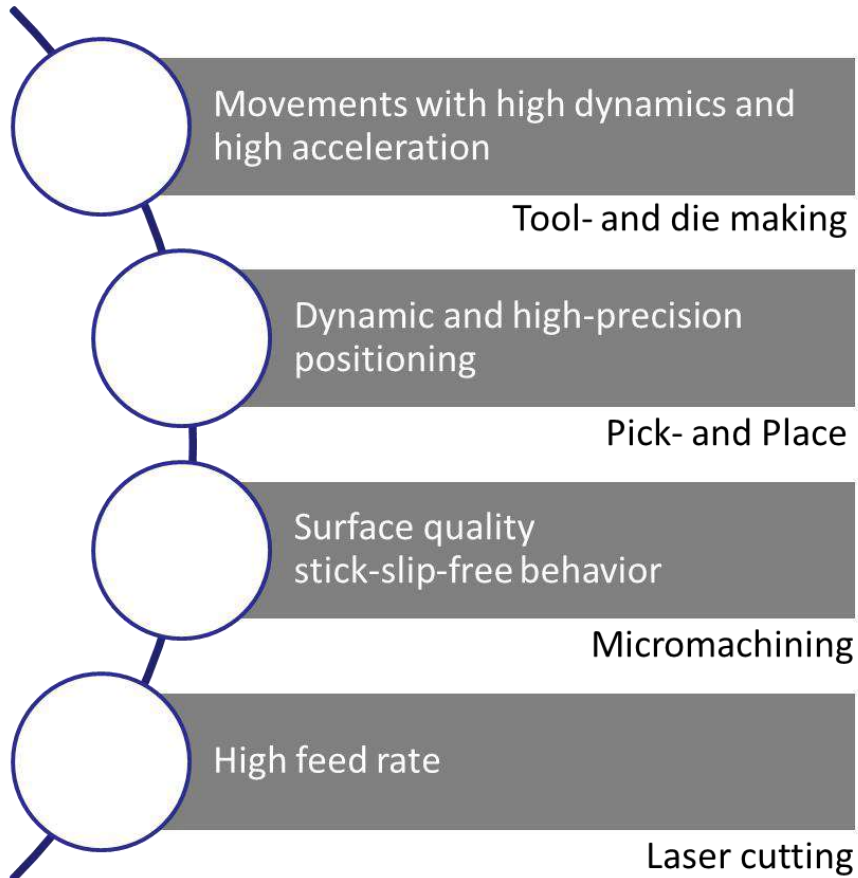 Movements with high dynamics and
high acceleration
Tool- and die making
Dynamic and high-precision
positioning
Pick- and Place
Surface quality
stick-slip-free behavior
Micromachining
High feed rate
Laser cutting